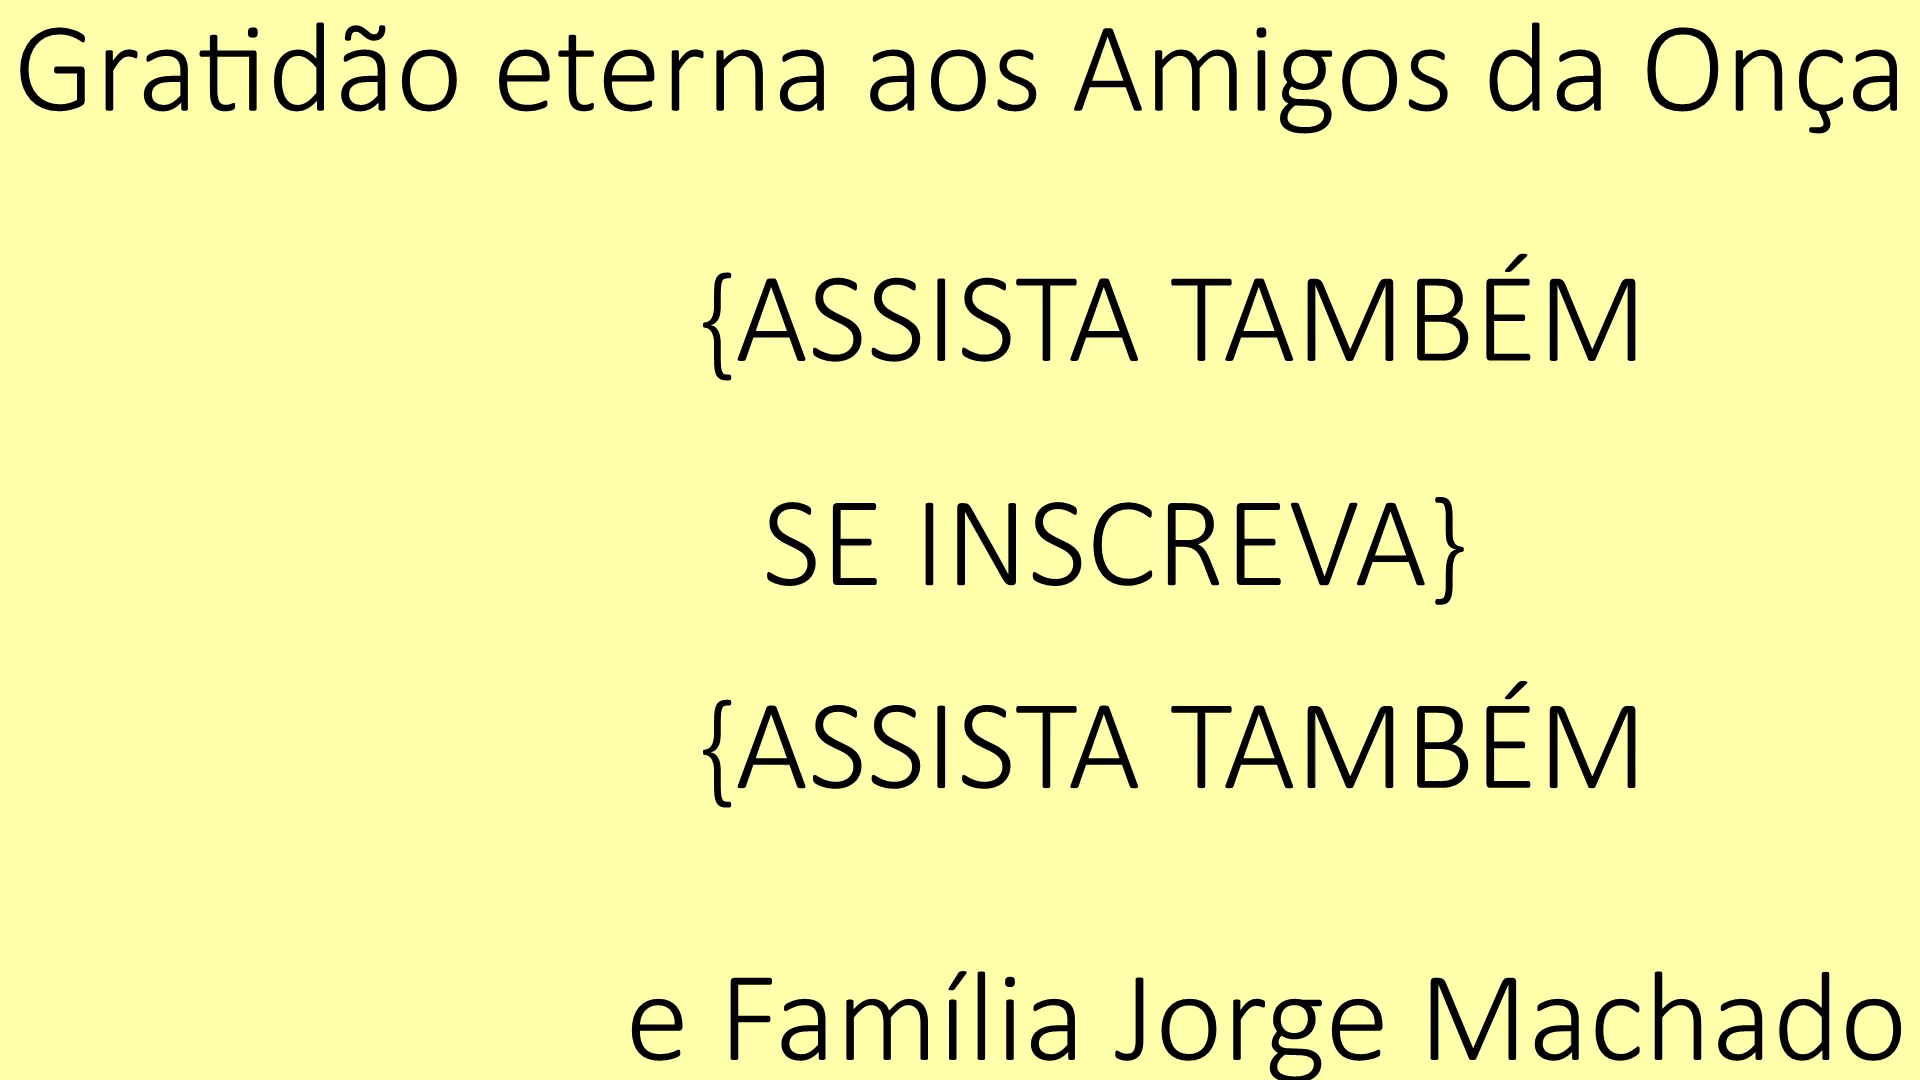 Gratidão eterna aos Amigos da Onça
{ASSISTA TAMBÉM
SE INSCREVA}
{ASSISTA TAMBÉM
e Família Jorge Machado